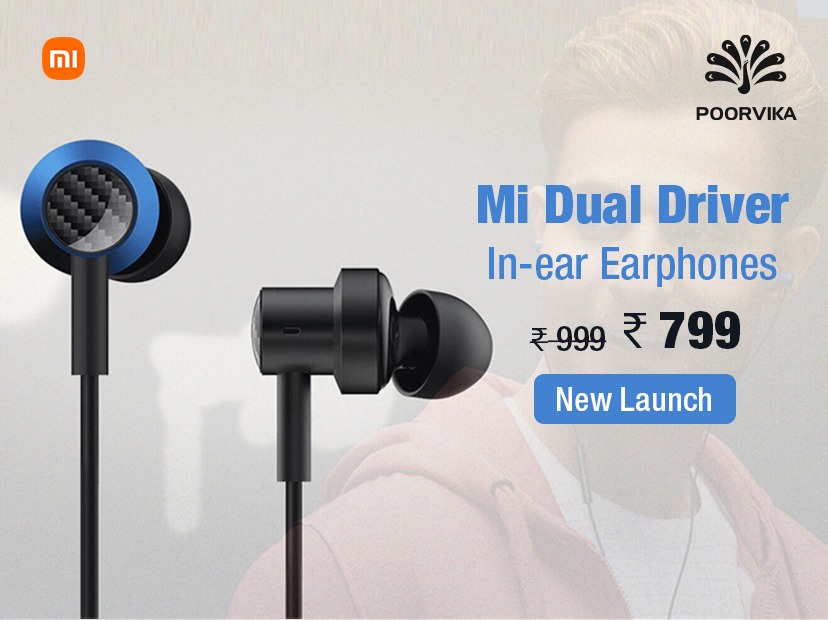 mi
POORVIKA
Mi Dual Driver
In-ear Earphones
₹ 999 ₹ 799
New Launch